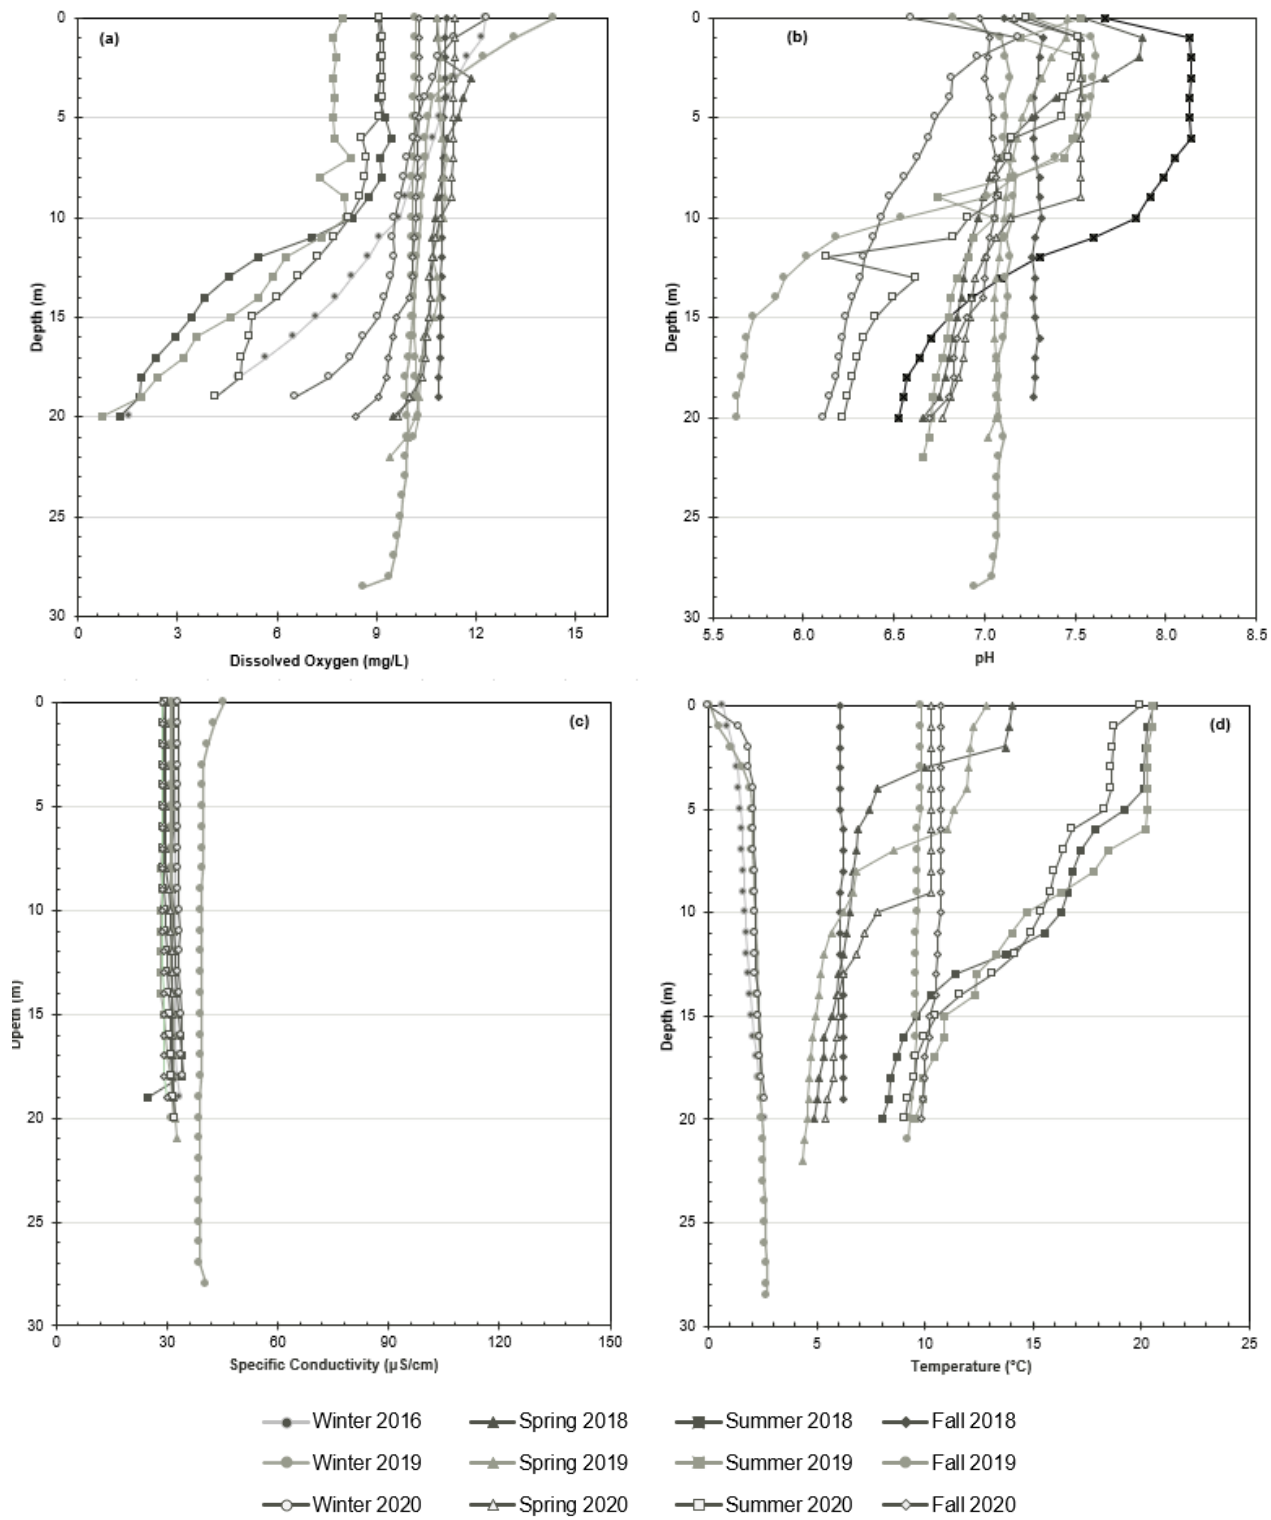 (a)
0
5
10
15
20
25
30
Depth (m)
0 3 6 9 12 15
Dissolved Oxygen (mg/L)
(b)
0
5
10
15
20
25
30
Depth (m)
5.5 6.0 6.5 7.0 7.5 8.0 8.5
pH
(c)
0
5
10
15
20
25
30
Depth (m)
0 30 60 90 120 150
Specific Conductivity (µS/cm)
(d)
0
5
10
15
20
25
30
Depth (m)
0 5 10 15 20 25
Temperature (°C)
Winter 2016 Spring 2018 Summer 2018 Fall 2018
Winter 2019 Spring 2019 Summer 2019 Fall 2019
Winter 2020 Spring 2020 Summer 2020 Fall 2020